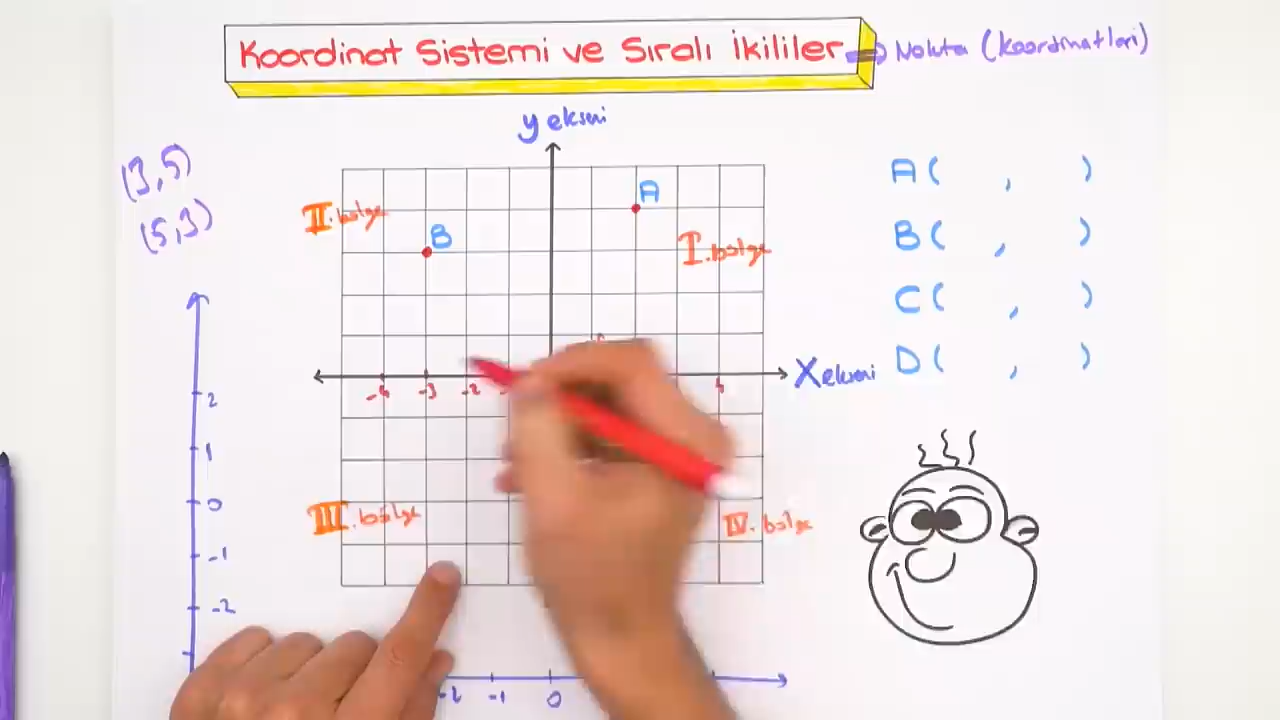 Koordinat Sistemi ve Sıralı İkililer → Nokta (koordinatları)
y ekseni
(3,5)
(5,3)
A
A( , )
II.bölge
B
I.bölge
B( , )
C( , )
X ekseni
D( , )
-4 -3 -2 4
2
1
0
-1
-2
III.bölge
IV.bölge
-2 -1 0